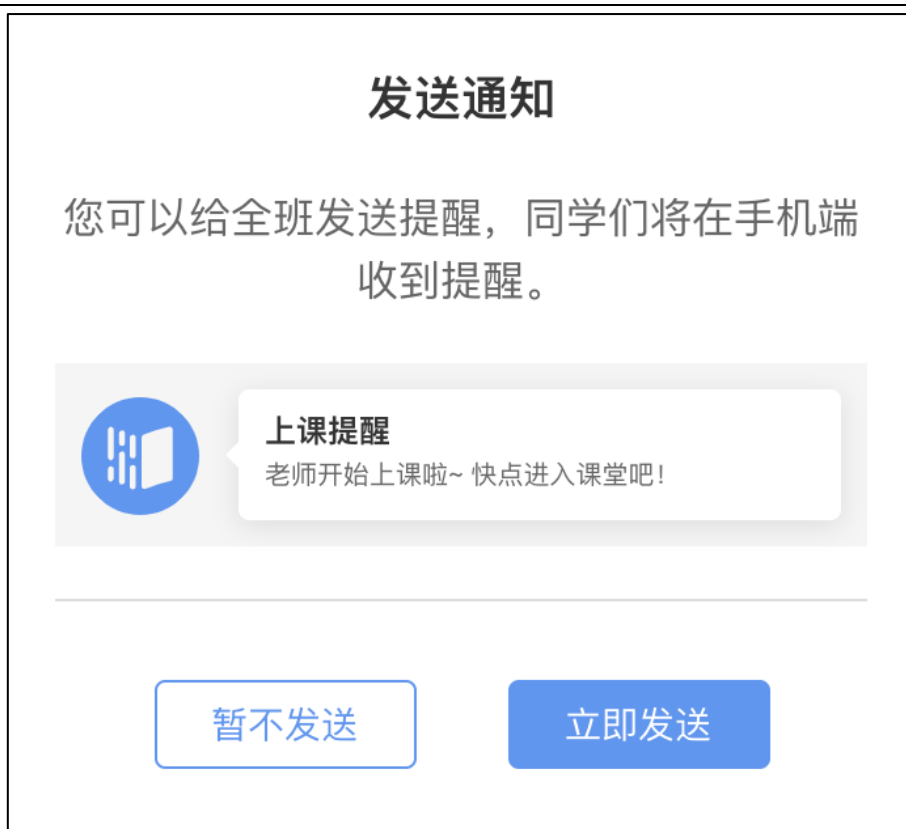 发送通知
您可以给全班发送提醒，同学们将在手机端
收到提醒。
上课提醒
老师开始上课啦~ 快点进入课堂吧！
暂不发送
立即发送